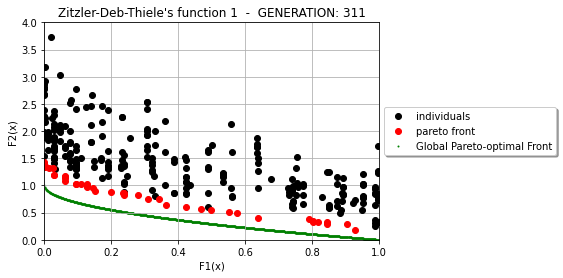 Zitzler-Deb-Thiele's function 1 - GENERATION: 311
4.0
3.5
3.0
2.5
2.0
1.5
1.0
0.5
0.0
F2(x)
0.0 0.2 0.4 0.6 0.8 1.0
F1(x)
individuals
pareto front
Global Pareto-optimal Front